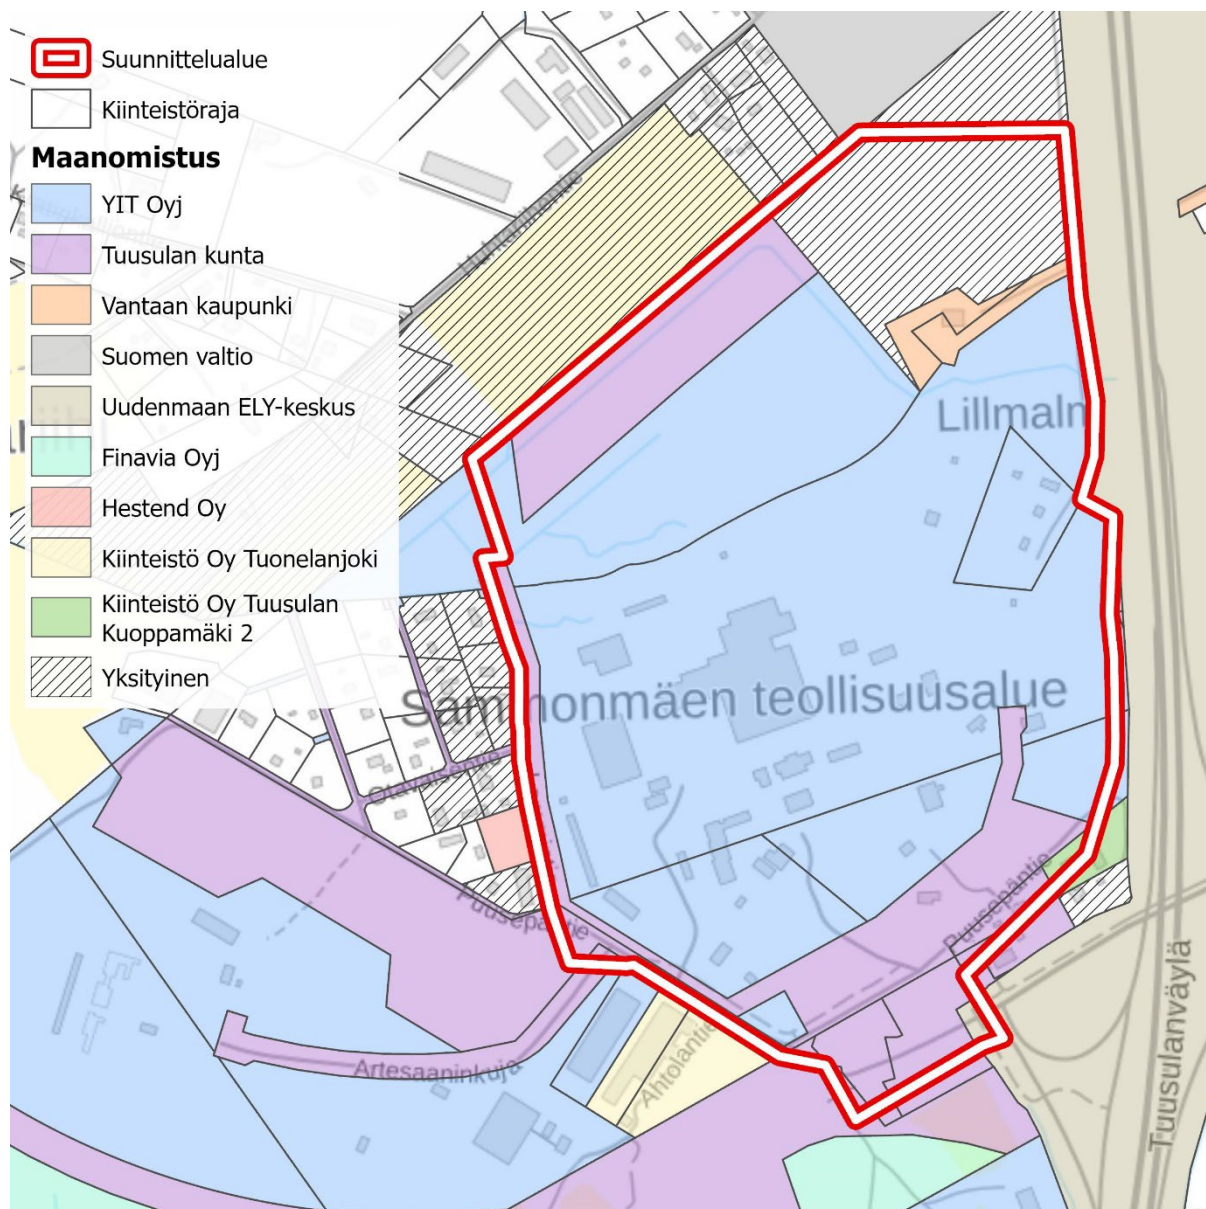 Suunnittelualue
Kiinteistöraja
Maanomistus
YIT Oyj
Tuusulan kunta
Vantaan kaupunki
Suomen valtio
Uudenmaan ELY-keskus
Finavia Oyj
Hestend Oy
Kiinteistö Oy Tuonelanjoki
Kiinteistö Oy Tuusulan
Kuoppamäki 2
Yksityinen
Lillmalm
Sammonmäen teollisuusalue
Puusepäntie
Puusepäntie
Artesaaninkuja
Ahtolantie
Tuusulanväylä